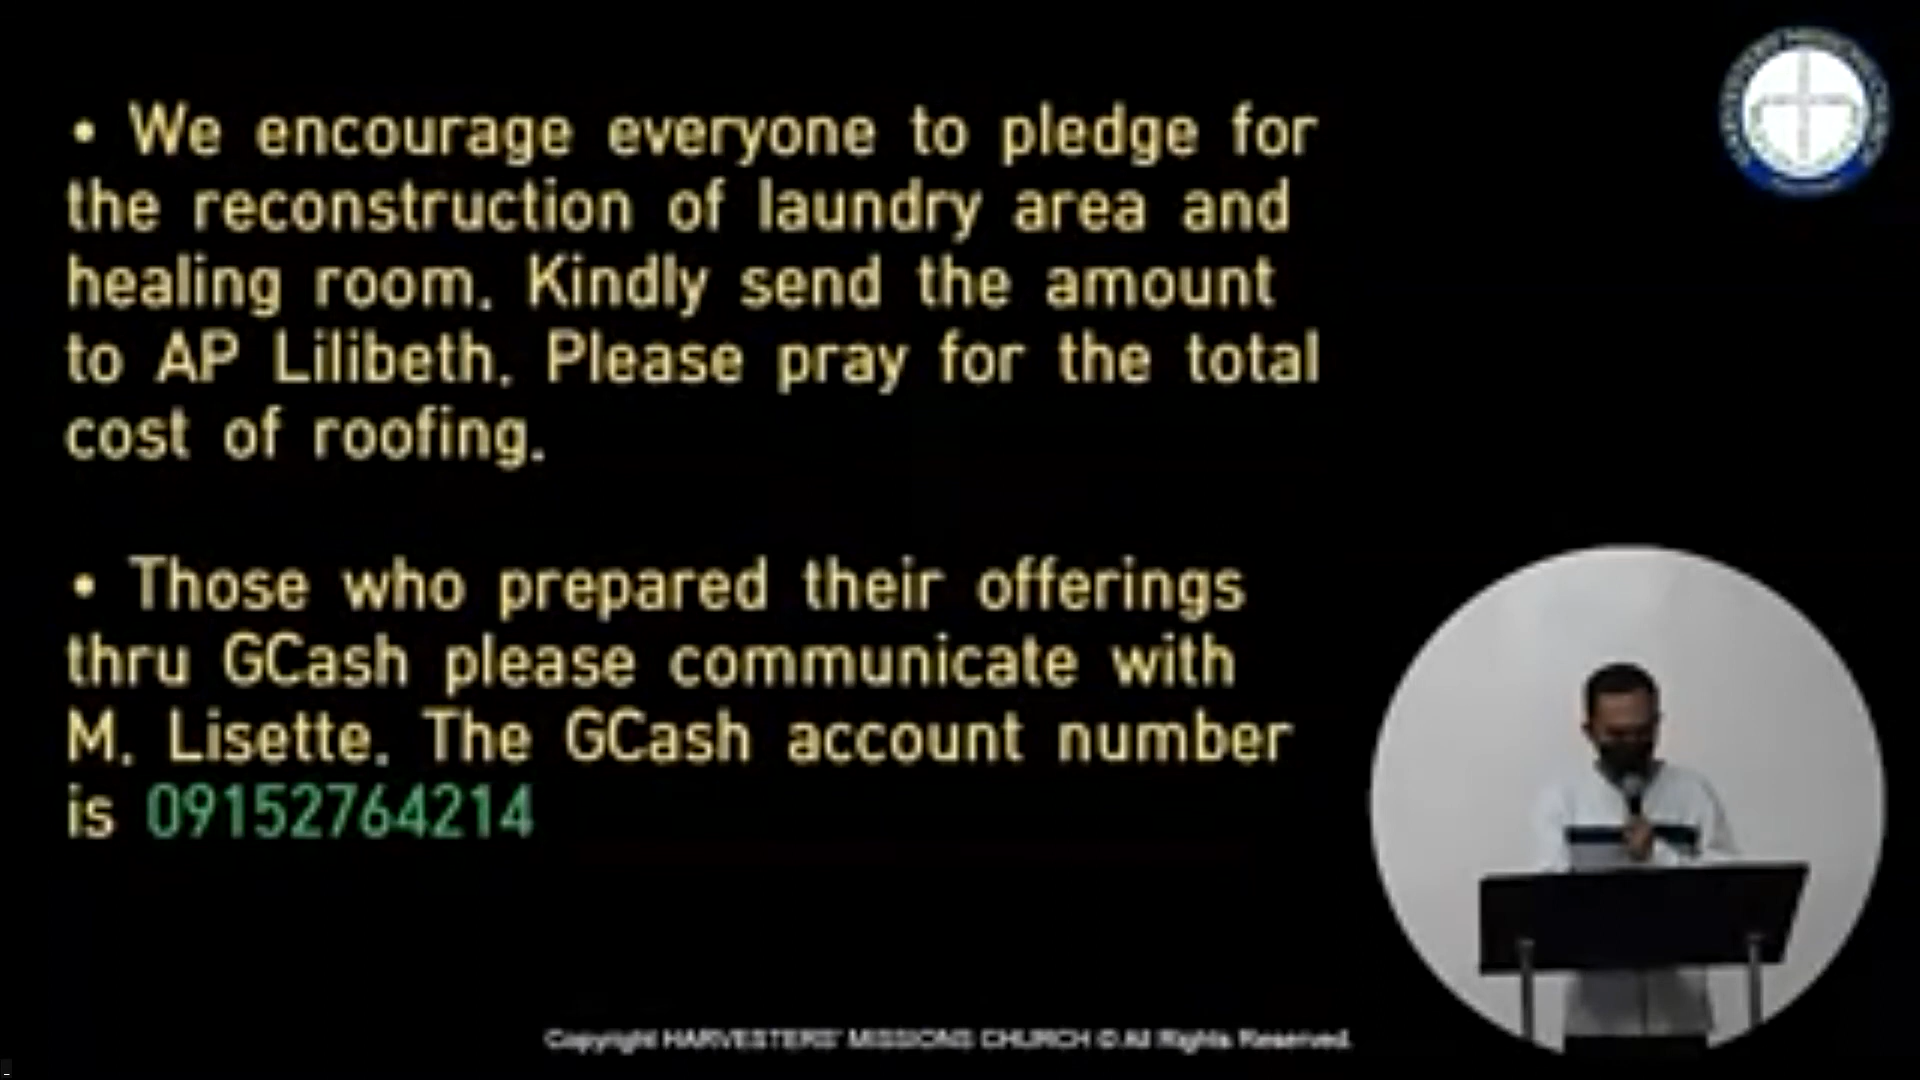 • We encourage everyone to pledge for
the reconstruction of laundry area and
healing room. Kindly send the amount
to AP Lilibeth. Please pray for the total
cost of roofing.
• Those who prepared their offerings
thru GCash please communicate with
M. Lisette. The GCash account number
is 09152764214
Copyright HARVESTERS' MISSIONS CHURCH © All Rights Reserved.